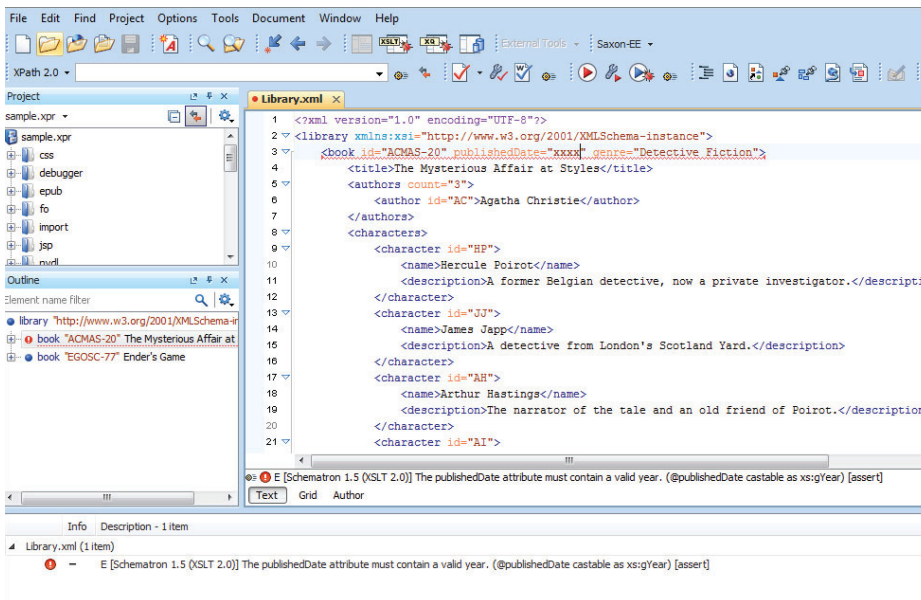 File Edit Find Project Options Tools Document Window Help
XSLT XQ External Tools Saxon-EE
XPath 2.0
Project
sample.xpr
sample.xpr
css
debugger
epub
fo
import
jsp
nvdl
Outline
Element name filter
library "http://www.w3.org/2001/XMLSchema-in
book "ACMAS-20" The Mysterious Affair at
book "EGOSC-77" Ender's Game
Library.xml
1 <?xml version="1.0" encoding="UTF-8"?>
2 <library xmlns:xsi="http://www.w3.org/2001/XMLSchema-instance">
3 <book id="ACMAS-20" publishedDate="xxxx" genre="Detective Fiction">
4 <title>The Mysterious Affair at Styles</title>
5 <authors count="3">
6 <author id="AC">Agatha Christie</author>
7 </authors>
8 <characters>
9 <character id="HP">
10 <name>Hercule Poirot</name>
11 <description>A former Belgian detective, now a private investigator.</descripti
12 </character>
13 <character id="JJ">
14 <name>James Japp</name>
15 <description>A detective from London's Scotland Yard.</description>
16 </character>
17 <character id="AH">
18 <name>Arthur Hastings</name>
19 <description>The narrator of the tale and an old friend of Poirot.</description
20 </character>
21 <character id="AI">
E [Schematron 1.5 (XSLT 2.0)] The publishedDate attribute must contain a valid year. (@publishedDate castable as xs:gYear) [assert]
Text Grid Author
Info Description - 1 item
Library.xml (1 item)
E [Schematron 1.5 (XSLT 2.0)] The publishedDate attribute must contain a valid year. (@publishedDate castable as xs:gYear) [assert]